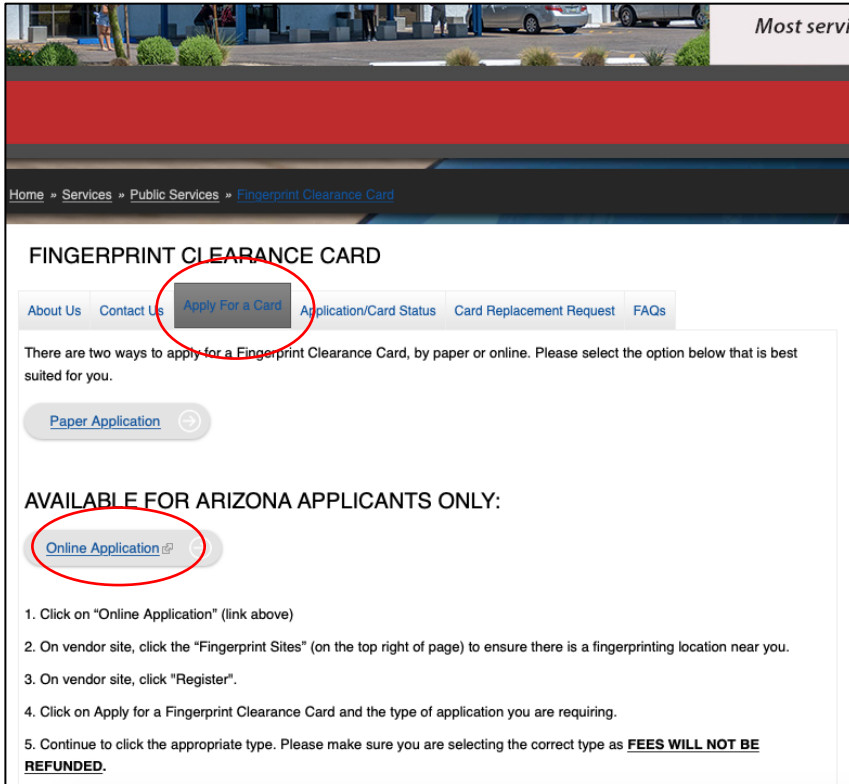 Most servi
Home » Services » Public Services » Fingerprint Clearance Card
FINGERPRINT CLEARANCE CARD
About Us Contact Us Apply For a Card Application/Card Status Card Replacement Request FAQs
There are two ways to apply for a Fingerprint Clearance Card, by paper or online. Please select the option below that is best
suited for you.
Paper Application
AVAILABLE FOR ARIZONA APPLICANTS ONLY:
Online Application
1. Click on “Online Application” (link above)
2. On vendor site, click the “Fingerprint Sites” (on the top right of page) to ensure there is a fingerprinting location near you.
3. On vendor site, click "Register".
4. Click on Apply for a Fingerprint Clearance Card and the type of application you are requiring.
5. Continue to click the appropriate type. Please make sure you are selecting the correct type as FEES WILL NOT BE
REFUNDED.